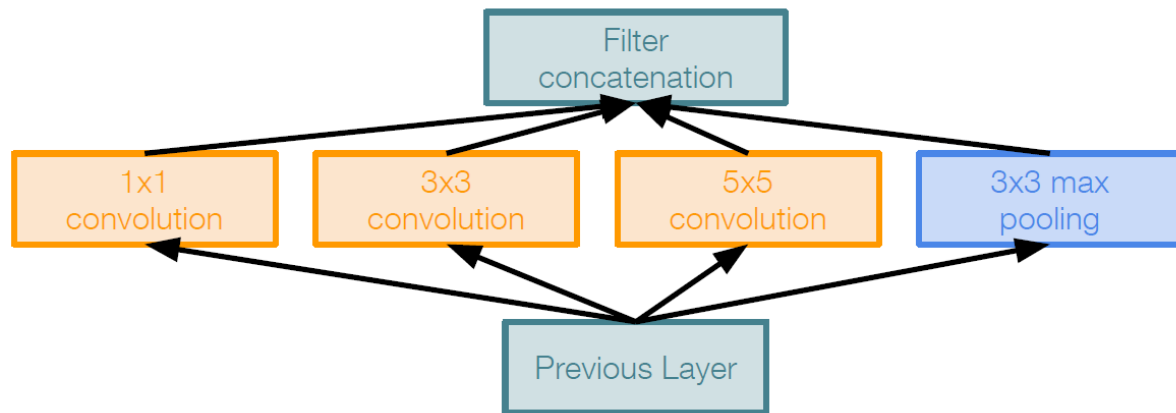 Filter
concatenation
1x1
convolution
3x3
convolution
5x5
convolution
3x3 max
pooling
Previous Layer